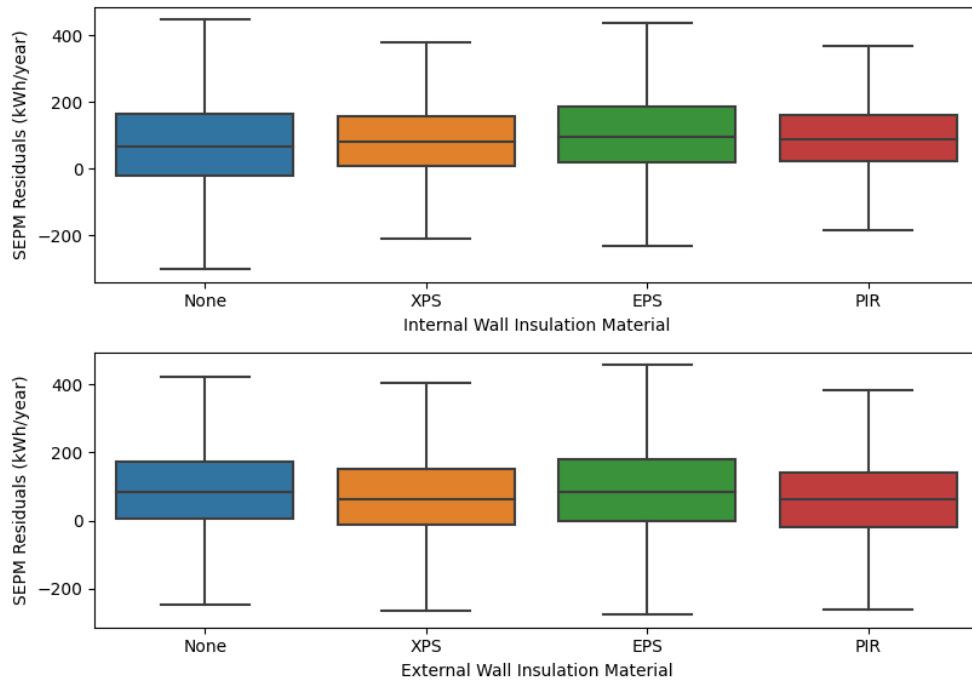 SEPM Residuals (kWh/year)
400
200
0
−200
None XPS EPS PIR
Internal Wall Insulation Material
SEPM Residuals (kWh/year)
400
200
0
−200
None XPS EPS PIR
External Wall Insulation Material